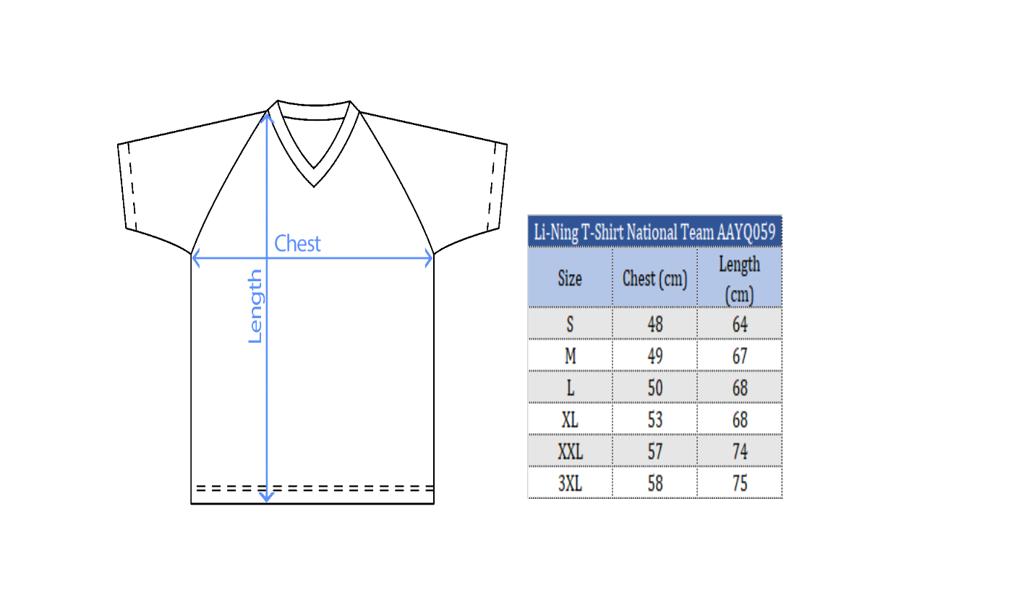 Chest
Length
Li-Ning T-Shirt National Team AAYQ059
Size Chest (cm) Length (cm)
S 48 64
M 49 67
L 50 68
XL 53 68
XXL 57 74
3XL 58 75